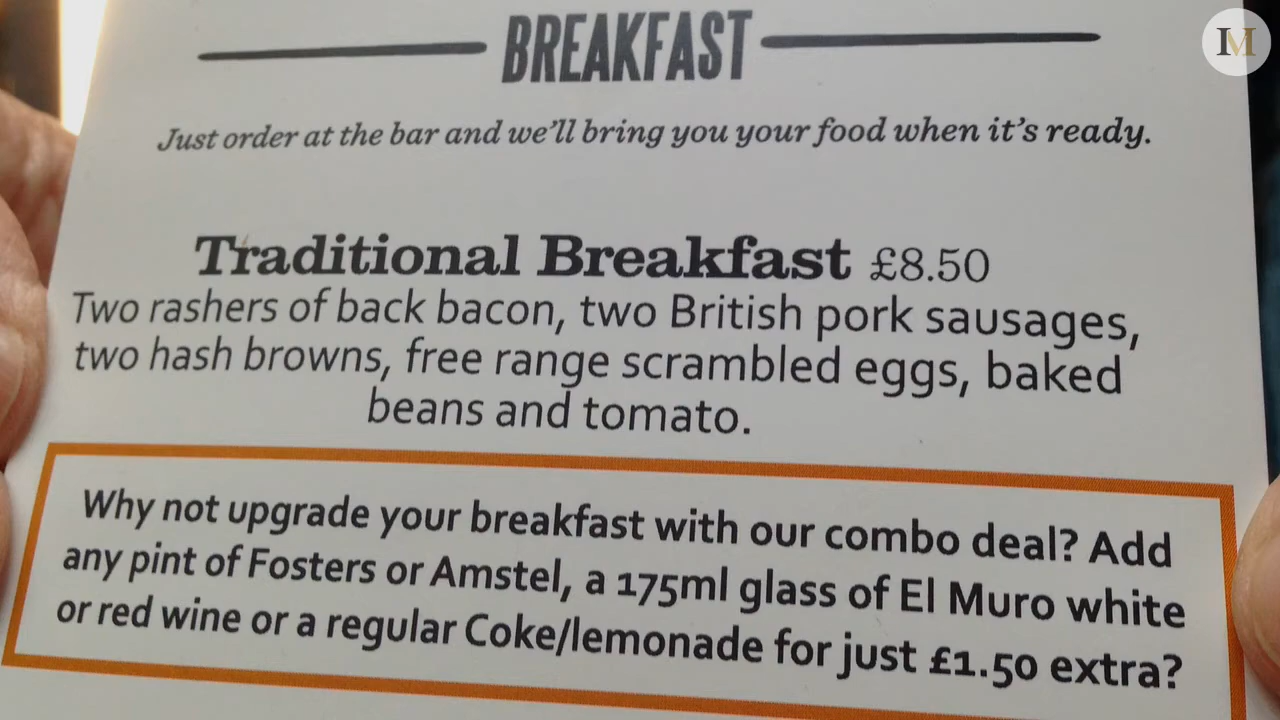 BREAKFAST
Just order at the bar and we'll bring you your food when it's ready.
Traditional Breakfast £8.50
Two rashers of back bacon, two British pork sausages,
two hash browns, free range scrambled eggs, baked
beans and tomato.
Why not upgrade your breakfast with our combo deal? Add
any pint of Fosters or Amstel, a 175ml glass of El Muro white
or red wine or a regular Coke/lemonade for just £1.50 extra?